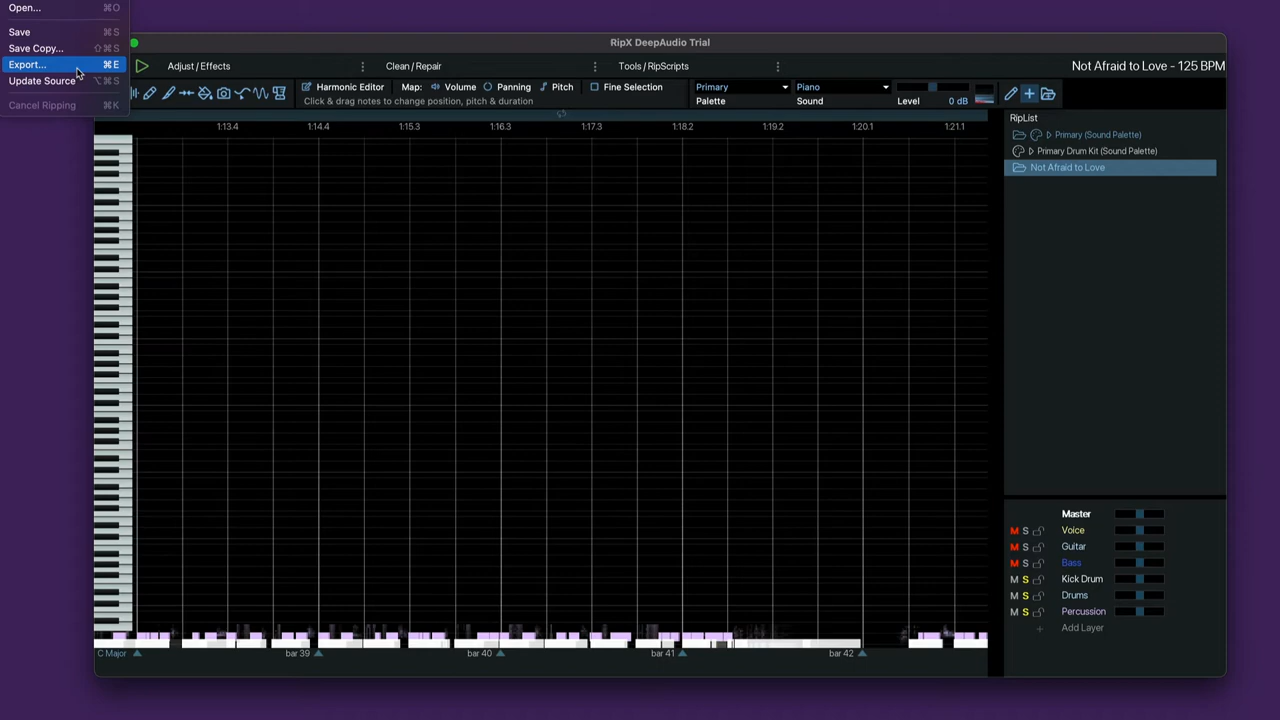 Open... ⌘O
Save ⌘S
Save Copy... ⇧⌘S
Export... ⌘E
Update Source ⌥⌘S
Cancel Ripping ⌘K
RipX DeepAudio Trial
Adjust / Effects
Clean / Repair
Tools / RipScripts
Not Afraid to Love - 125 BPM
Harmonic Editor Map: Volume Panning Pitch Fine Selection
Click & drag notes to change position, pitch & duration
Primary Piano
Palette Sound Level 0 dB
1:13.4 1:14.4 1:15.3 1:16.3 1:17.3 1:18.2 1:19.2 1:20.1 1:21.1
RipList
Primary (Sound Palette)
Primary Drum Kit (Sound Palette)
Not Afraid to Love
Master
M S Voice
M S Guitar
M S Bass
M S Kick Drum
M S Drums
M S Percussion
+ Add Layer
C Major bar 39 bar 40 bar 41 bar 42